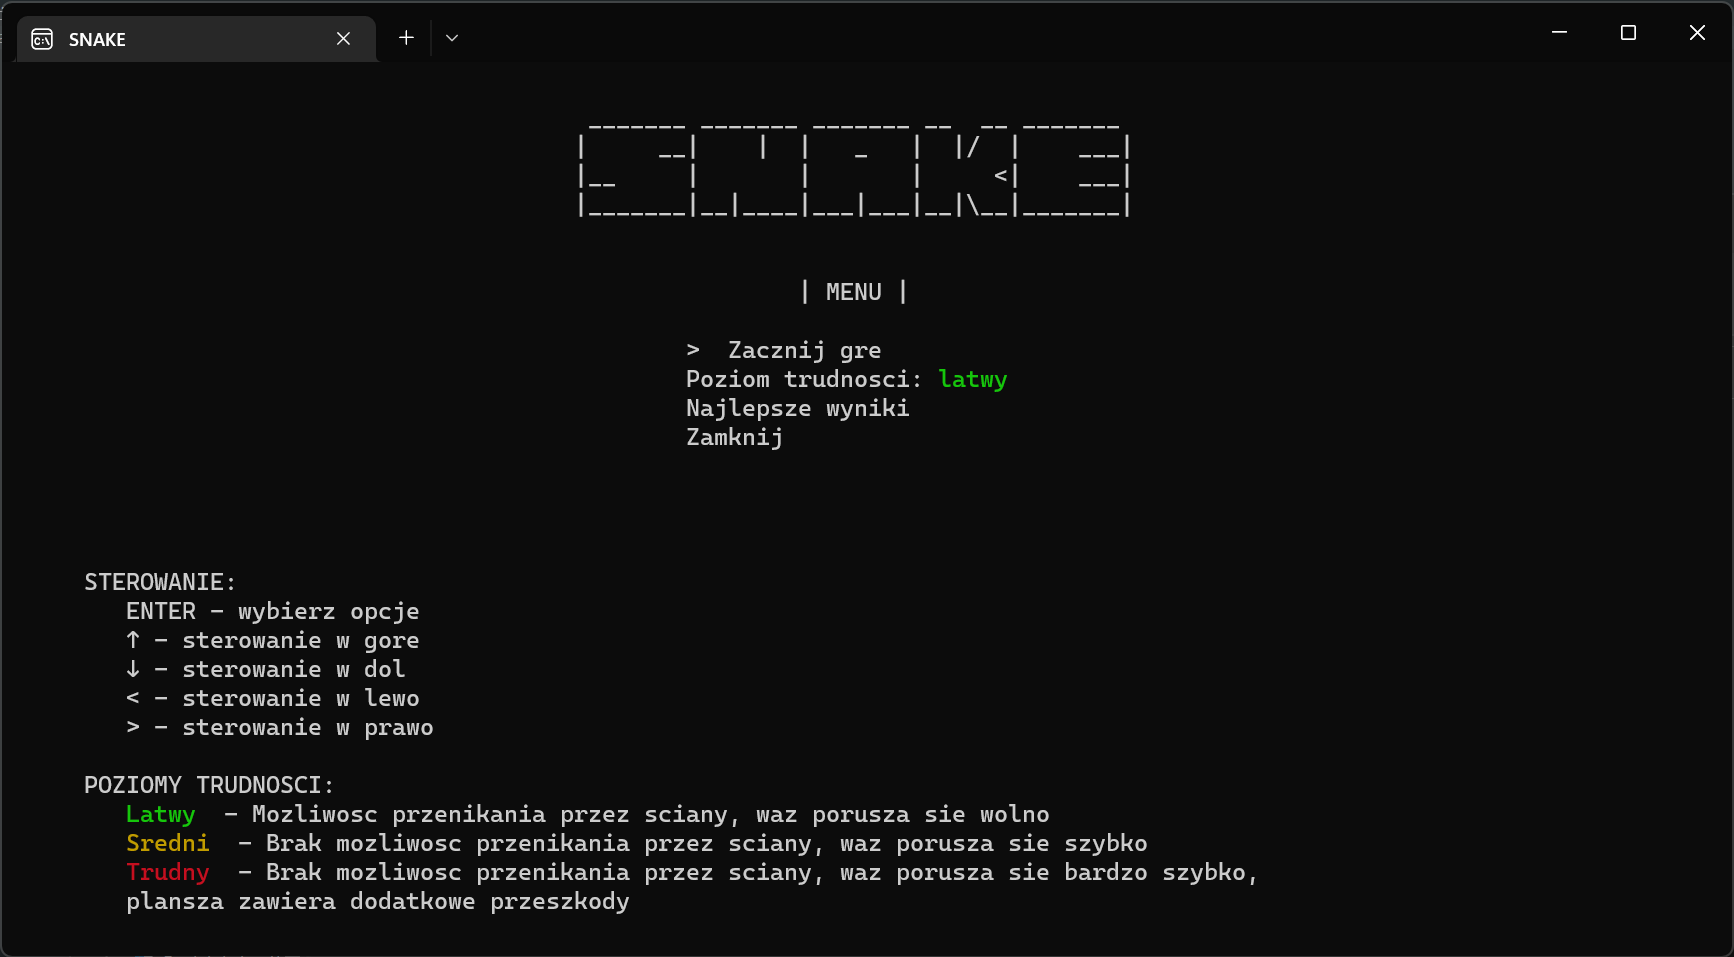 SNAKE
SNAKE
| MENU |
>  Zacznij gre
Poziom trudnosci: latwy
Najlepsze wyniki
Zamknij
STEROWANIE:
ENTER - wybierz opcje
↑ - sterowanie w gore
↓ - sterowanie w dol
< - sterowanie w lewo
> - sterowanie w prawo
POZIOMY TRUDNOSCI:
Latwy  - Mozliwosc przenikania przez sciany, waz porusza sie wolno
Sredni  - Brak mozliwosc przenikania przez sciany, waz porusza sie szybko
Trudny  - Brak mozliwosc przenikania przez sciany, waz porusza sie bardzo szybko,
plansza zawiera dodatkowe przeszkody